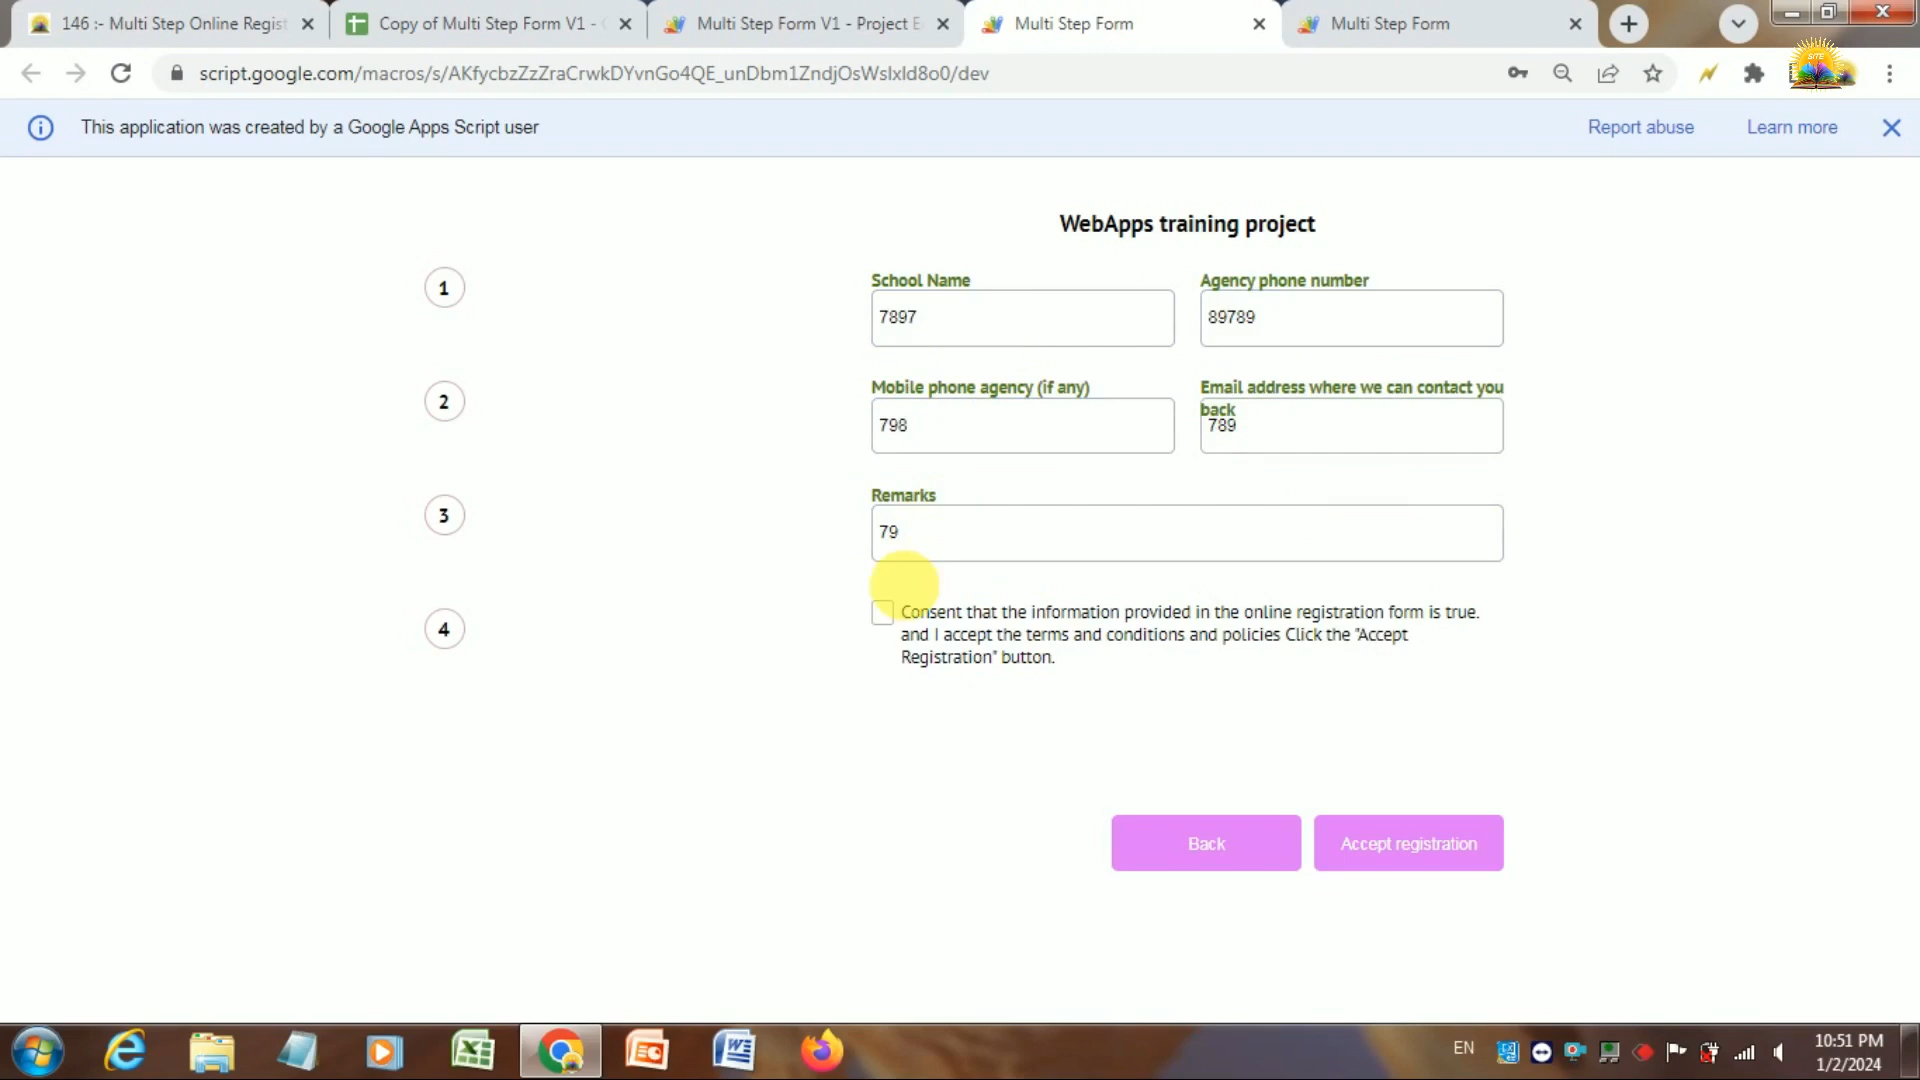 146 :- Multi Step Online Regist
Copy of Multi Step Form V1 -
Multi Step Form V1 - Project E
Multi Step Form
Multi Step Form
script.google.com/macros/s/AKfycbzZzZraCrwkDYvnGo4QE_unDbm1ZndjOsWsIxId8o0/dev
SITE
This application was created by a Google Apps Script user
Report abuse
Learn more
WebApps training project
1
School Name
Agency phone number
7897
89789
2
Mobile phone agency (if any)
Email address where we can contact you
back
798
789
3
Remarks
79
4
Consent that the information provided in the online registration form is true.
and I accept the terms and conditions and policies Click the "Accept
Registration" button.
Back
Accept registration
EN
10:51 PM
1/2/2024